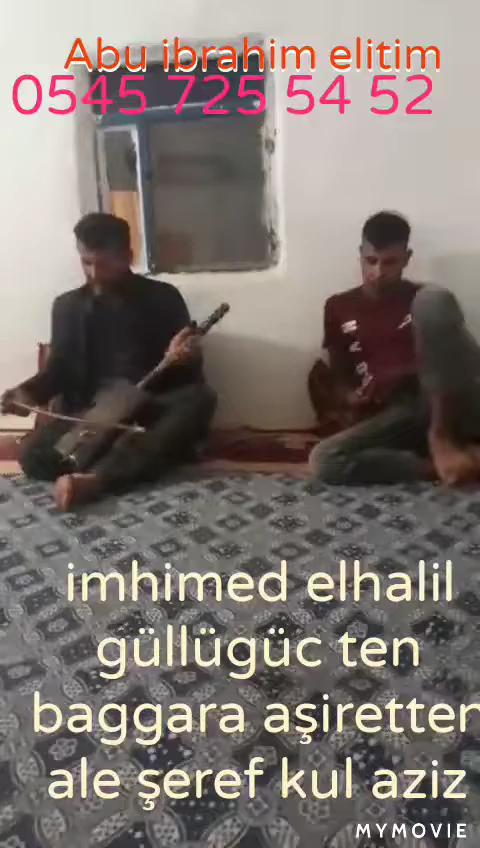 Abu ibrahim elitim
0545 725 54 52
imhimed elhalil
güllügüc ten
baggara aşiretten
ale şeref kul aziz
MYMOVIE